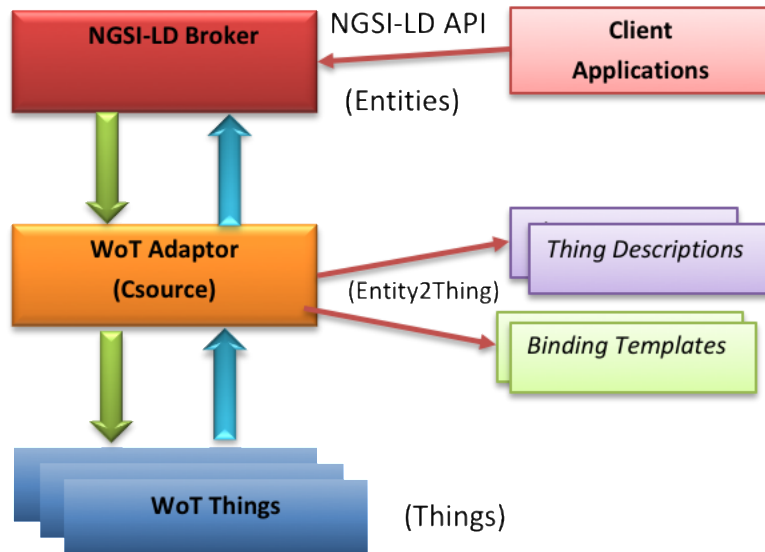 NGSI-LD Broker
NGSI-LD API
Client
Applications
(Entities)
WoT Adaptor
(Csource)
Thing Descriptions
(Entity2Thing)
Binding Templates
WoT Things
(Things)